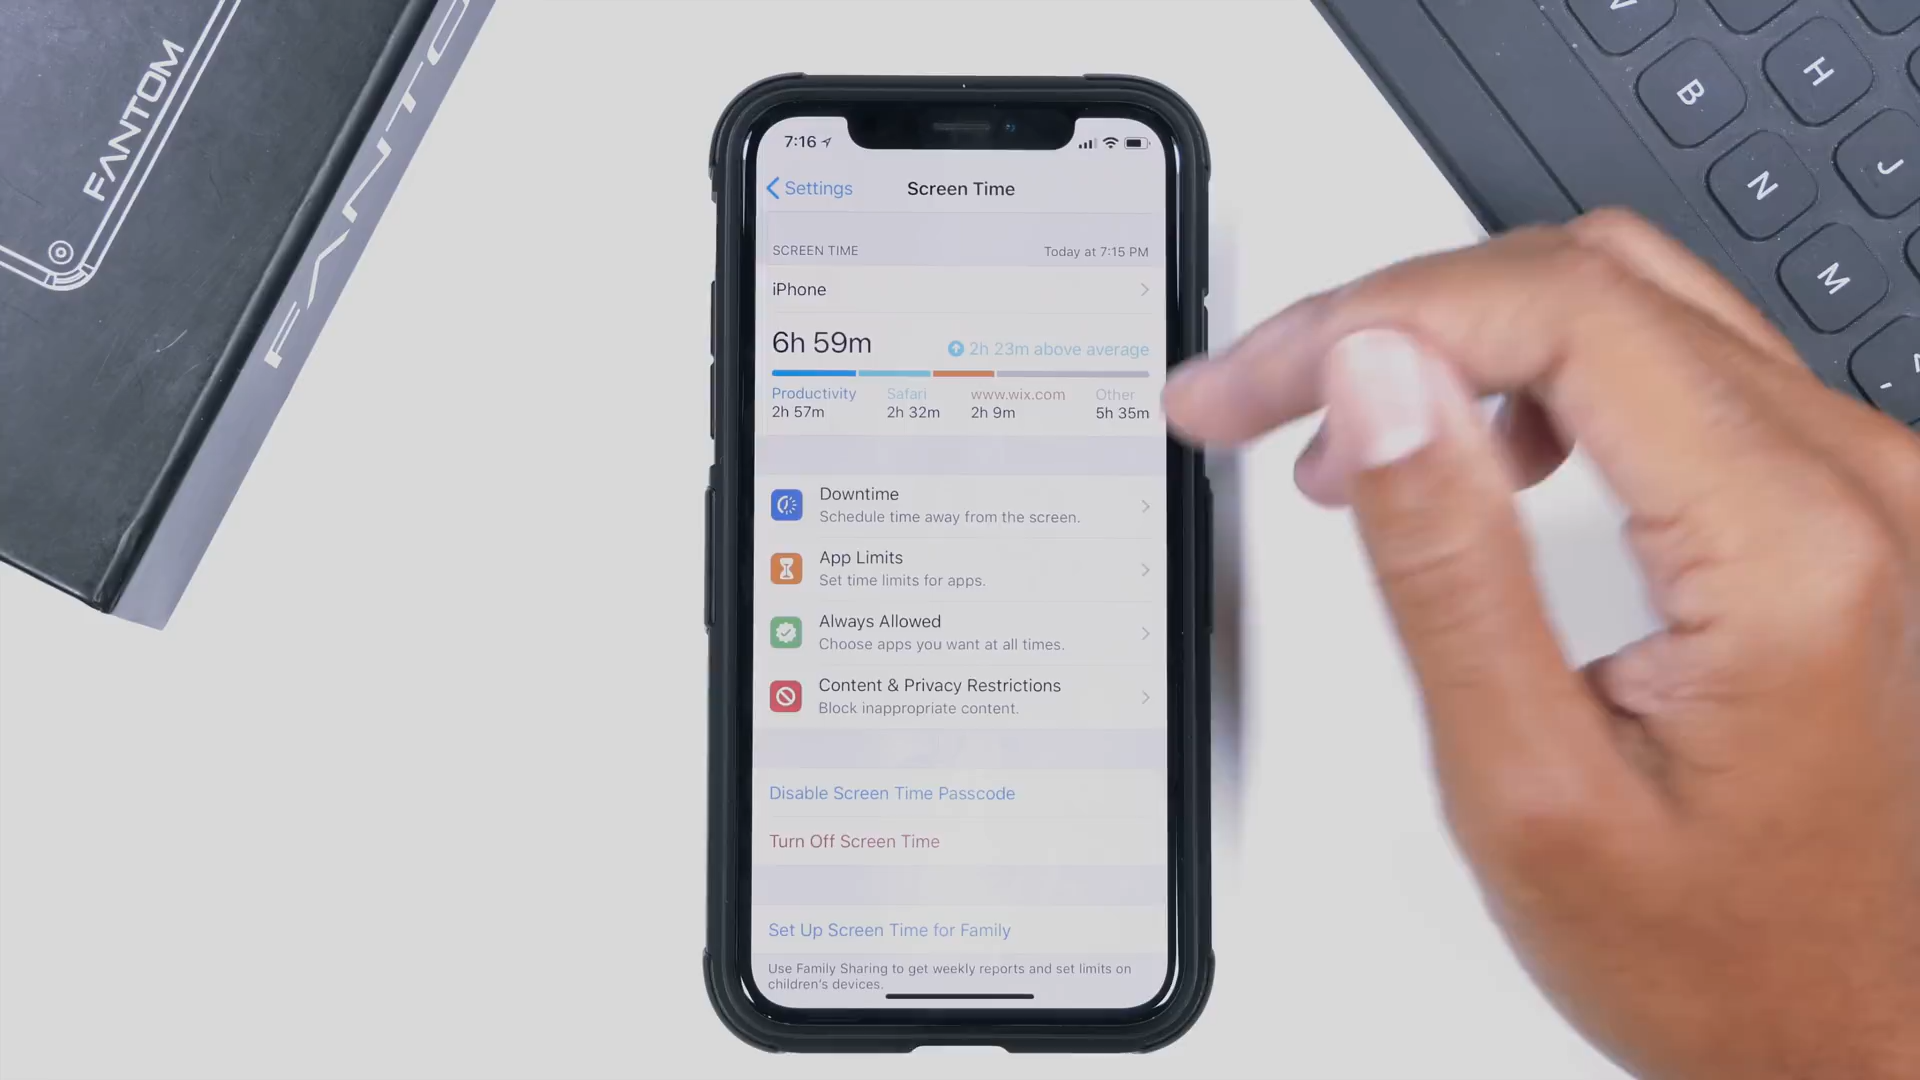 FANTOM
FANTO
7:16
Settings
Screen Time
SCREEN TIME
Today at 7:15 PM
iPhone
6h 59m
2h 23m above average
Productivity
Safari
www.wix.com
Other
2h 57m
2h 32m
2h 9m
5h 35m
Downtime
Schedule time away from the screen.
App Limits
Set time limits for apps.
Always Allowed
Choose apps you want at all times.
Content & Privacy Restrictions
Block inappropriate content.
Disable Screen Time Passcode
Turn Off Screen Time
Set Up Screen Time for Family
Use Family Sharing to get weekly reports and set limits on
children's devices.
B
H
N
J
M